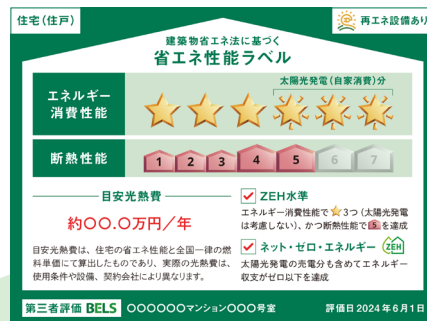 住宅(住戸)
再エネ設備あり
建築物省エネ法に基づく
省エネ性能ラベル
太陽光発電(自家消費)分
エネルギー
消費性能
断熱性能
1 2 3 4 5 6 7
目安光熱費
約〇〇.〇万円/年
目安光熱費は、住宅の省エネ性能と全国一律の燃
料単価にて算出したものであり、実際の光熱費は、
使用条件や設備、契約会社により異なります。
ZEH水準
エネルギー消費性能で3つ(太陽光発電
は考慮しない)、かつ断熱性能で5を達成
ネット・ゼロ・エネルギー ZEH
太陽光発電の売電分も含めてエネルギー
収支がゼロ以下を達成
第三者評価 BELS 〇〇〇〇〇〇マンション〇〇〇号室 評価日2024年6月1日